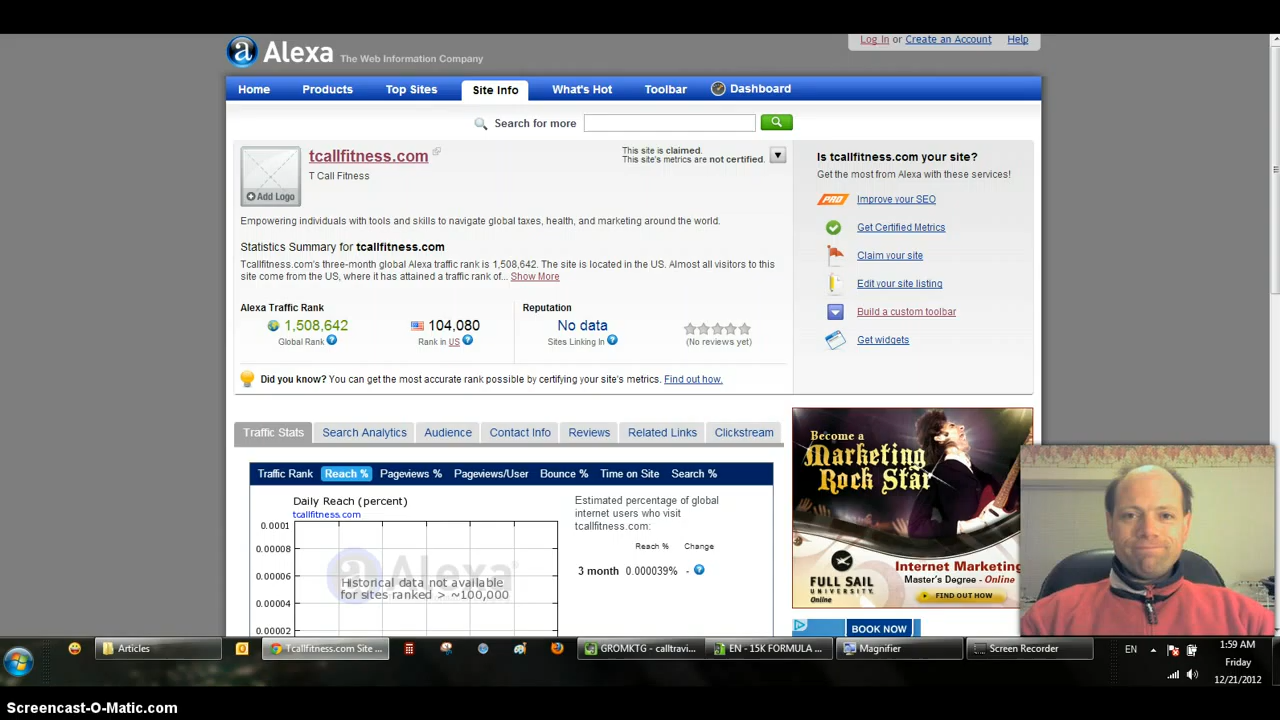 Alexa The Web Information Company
Log In or Create an Account Help
Home Products Top Sites Site Info What's Hot Toolbar Dashboard
Search for more
Add Logo
tcallfitness.com
T Call Fitness
This site is claimed.
This site's metrics are not certified.
Empowering individuals with tools and skills to navigate global taxes, health, and marketing around the world.
Statistics Summary for tcallfitness.com
Tcallfitness.com's three-month global Alexa traffic rank is 1,508,642. The site is located in the US. Almost all visitors to this
site come from the US, where it has attained a traffic rank of... Show More
Alexa Traffic Rank
1,508,642
Global Rank ?
104,080
Rank in US ?
Reputation
No data
Sites Linking In ?
(No reviews yet)
Did you know? You can get the most accurate rank possible by certifying your site's metrics. Find out how.
Is tcallfitness.com your site?
Get the most from Alexa with these services!
PRO Improve your SEO
Get Certified Metrics
Claim your site
Edit your site listing
Build a custom toolbar
Get widgets
Traffic Stats Search Analytics Audience Contact Info Reviews Related Links Clickstream
Traffic Rank Reach % Pageviews % Pageviews/User Bounce % Time on Site Search %
Daily Reach (percent)
tcallfitness.com
0.0001
0.00008
0.00006
0.00004
0.00002
Alexa
Historical data not available
for sites ranked > ~100,000
Estimated percentage of global
internet users who visit
tcallfitness.com:
Reach % Change
3 month 0.000039% - ?
Become a
Marketing
Rock Star
Internet Marketing
Master's Degree - Online
FULL SAIL
UNIVERSITY.
Online
FIND OUT HOW
BOOK NOW
Articles
Tcallfitness.com Site ...
GROMKTG - calltravi...
EN - 15K FORMULA ...
Magnifier
Screen Recorder
EN
1:59 AM
Friday
12/21/2012
Screencast-O-Matic.com